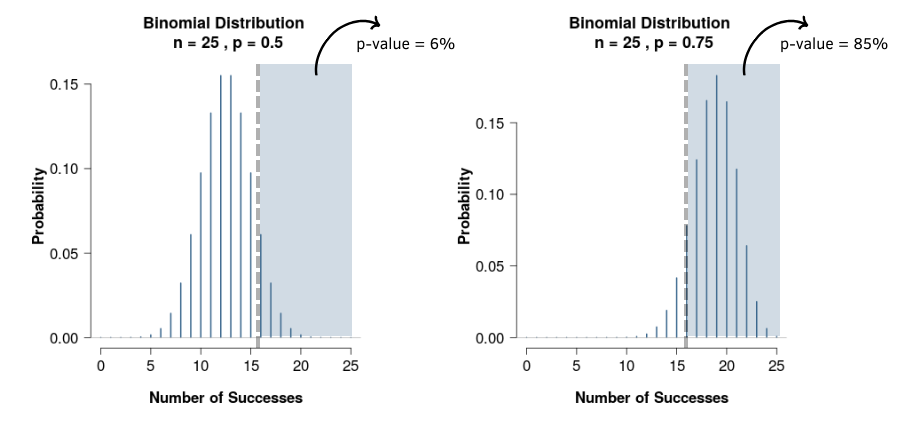 Binomial Distribution
n = 25 , p = 0.5
p-value = 6%
Probability
0.15
0.10
0.05
0.00
0
5
10
15
20
25
Number of Successes
Binomial Distribution
n = 25 , p = 0.75
p-value = 85%
Probability
0.15
0.10
0.05
0.00
0
5
10
15
20
25
Number of Successes